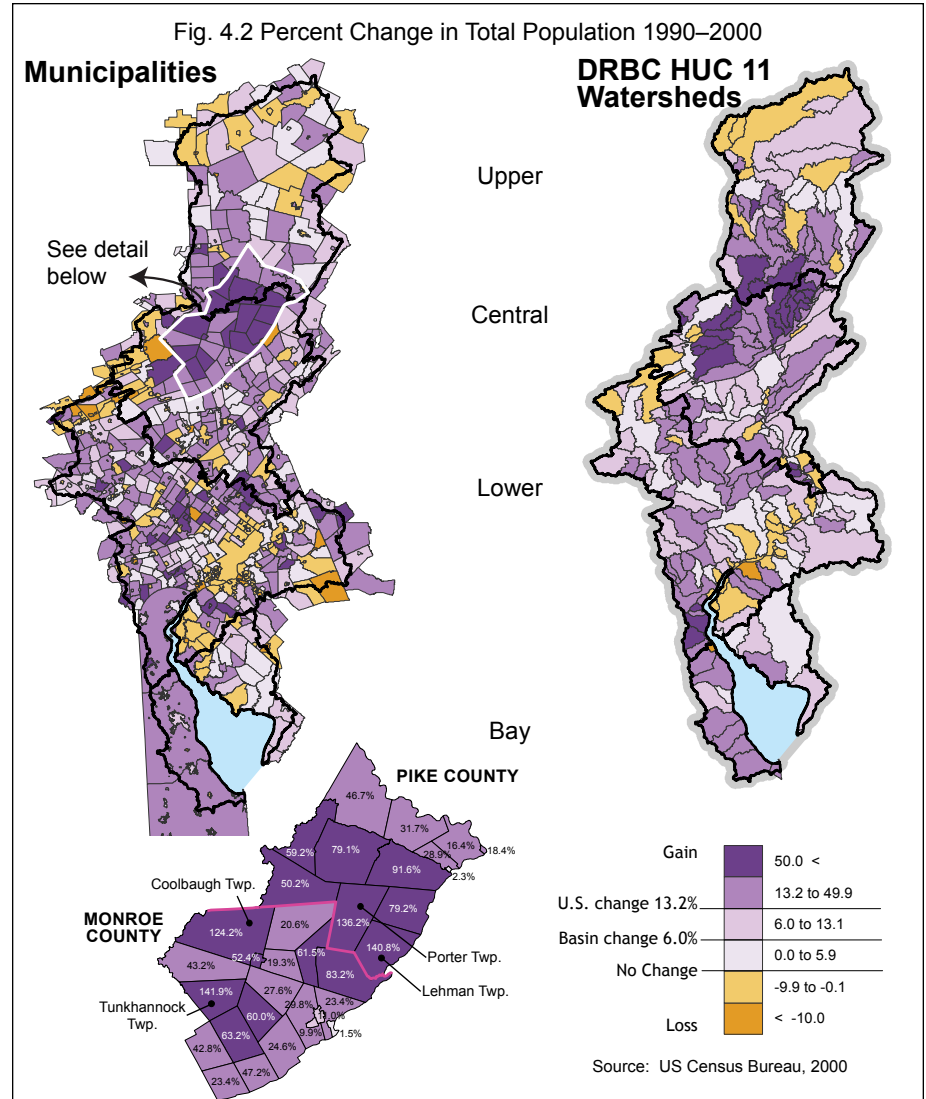 Fig. 4.2 Percent Change in Total Population 1990–2000
Municipalities
DRBC HUC 11
Watersheds
Upper
See detail
below
Central
Lower
Bay
PIKE COUNTY
46.7%
31.7%
16.4%
28.9%
18.4%
2.3%
59.2%
79.1%
91.6%
50.2%
79.2%
Coolbaugh Twp.
MONROE
COUNTY
124.2%
20.6%
136.2%
140.8%
Porter Twp.
Lehman Twp.
52.4%
19.3%
61.5%
83.2%
43.2%
141.9%
Tunkhannock
Twp.
27.6%
29.8%
23.4%
60.0%
9.9%
71.5%
63.2%
24.6%
42.8%
47.2%
23.4%
Gain
50.0 <
13.2 to 49.9
U.S. change 13.2%
6.0 to 13.1
Basin change 6.0%
0.0 to 5.9
No Change
-9.9 to -0.1
Loss
< -10.0
Source: US Census Bureau, 2000